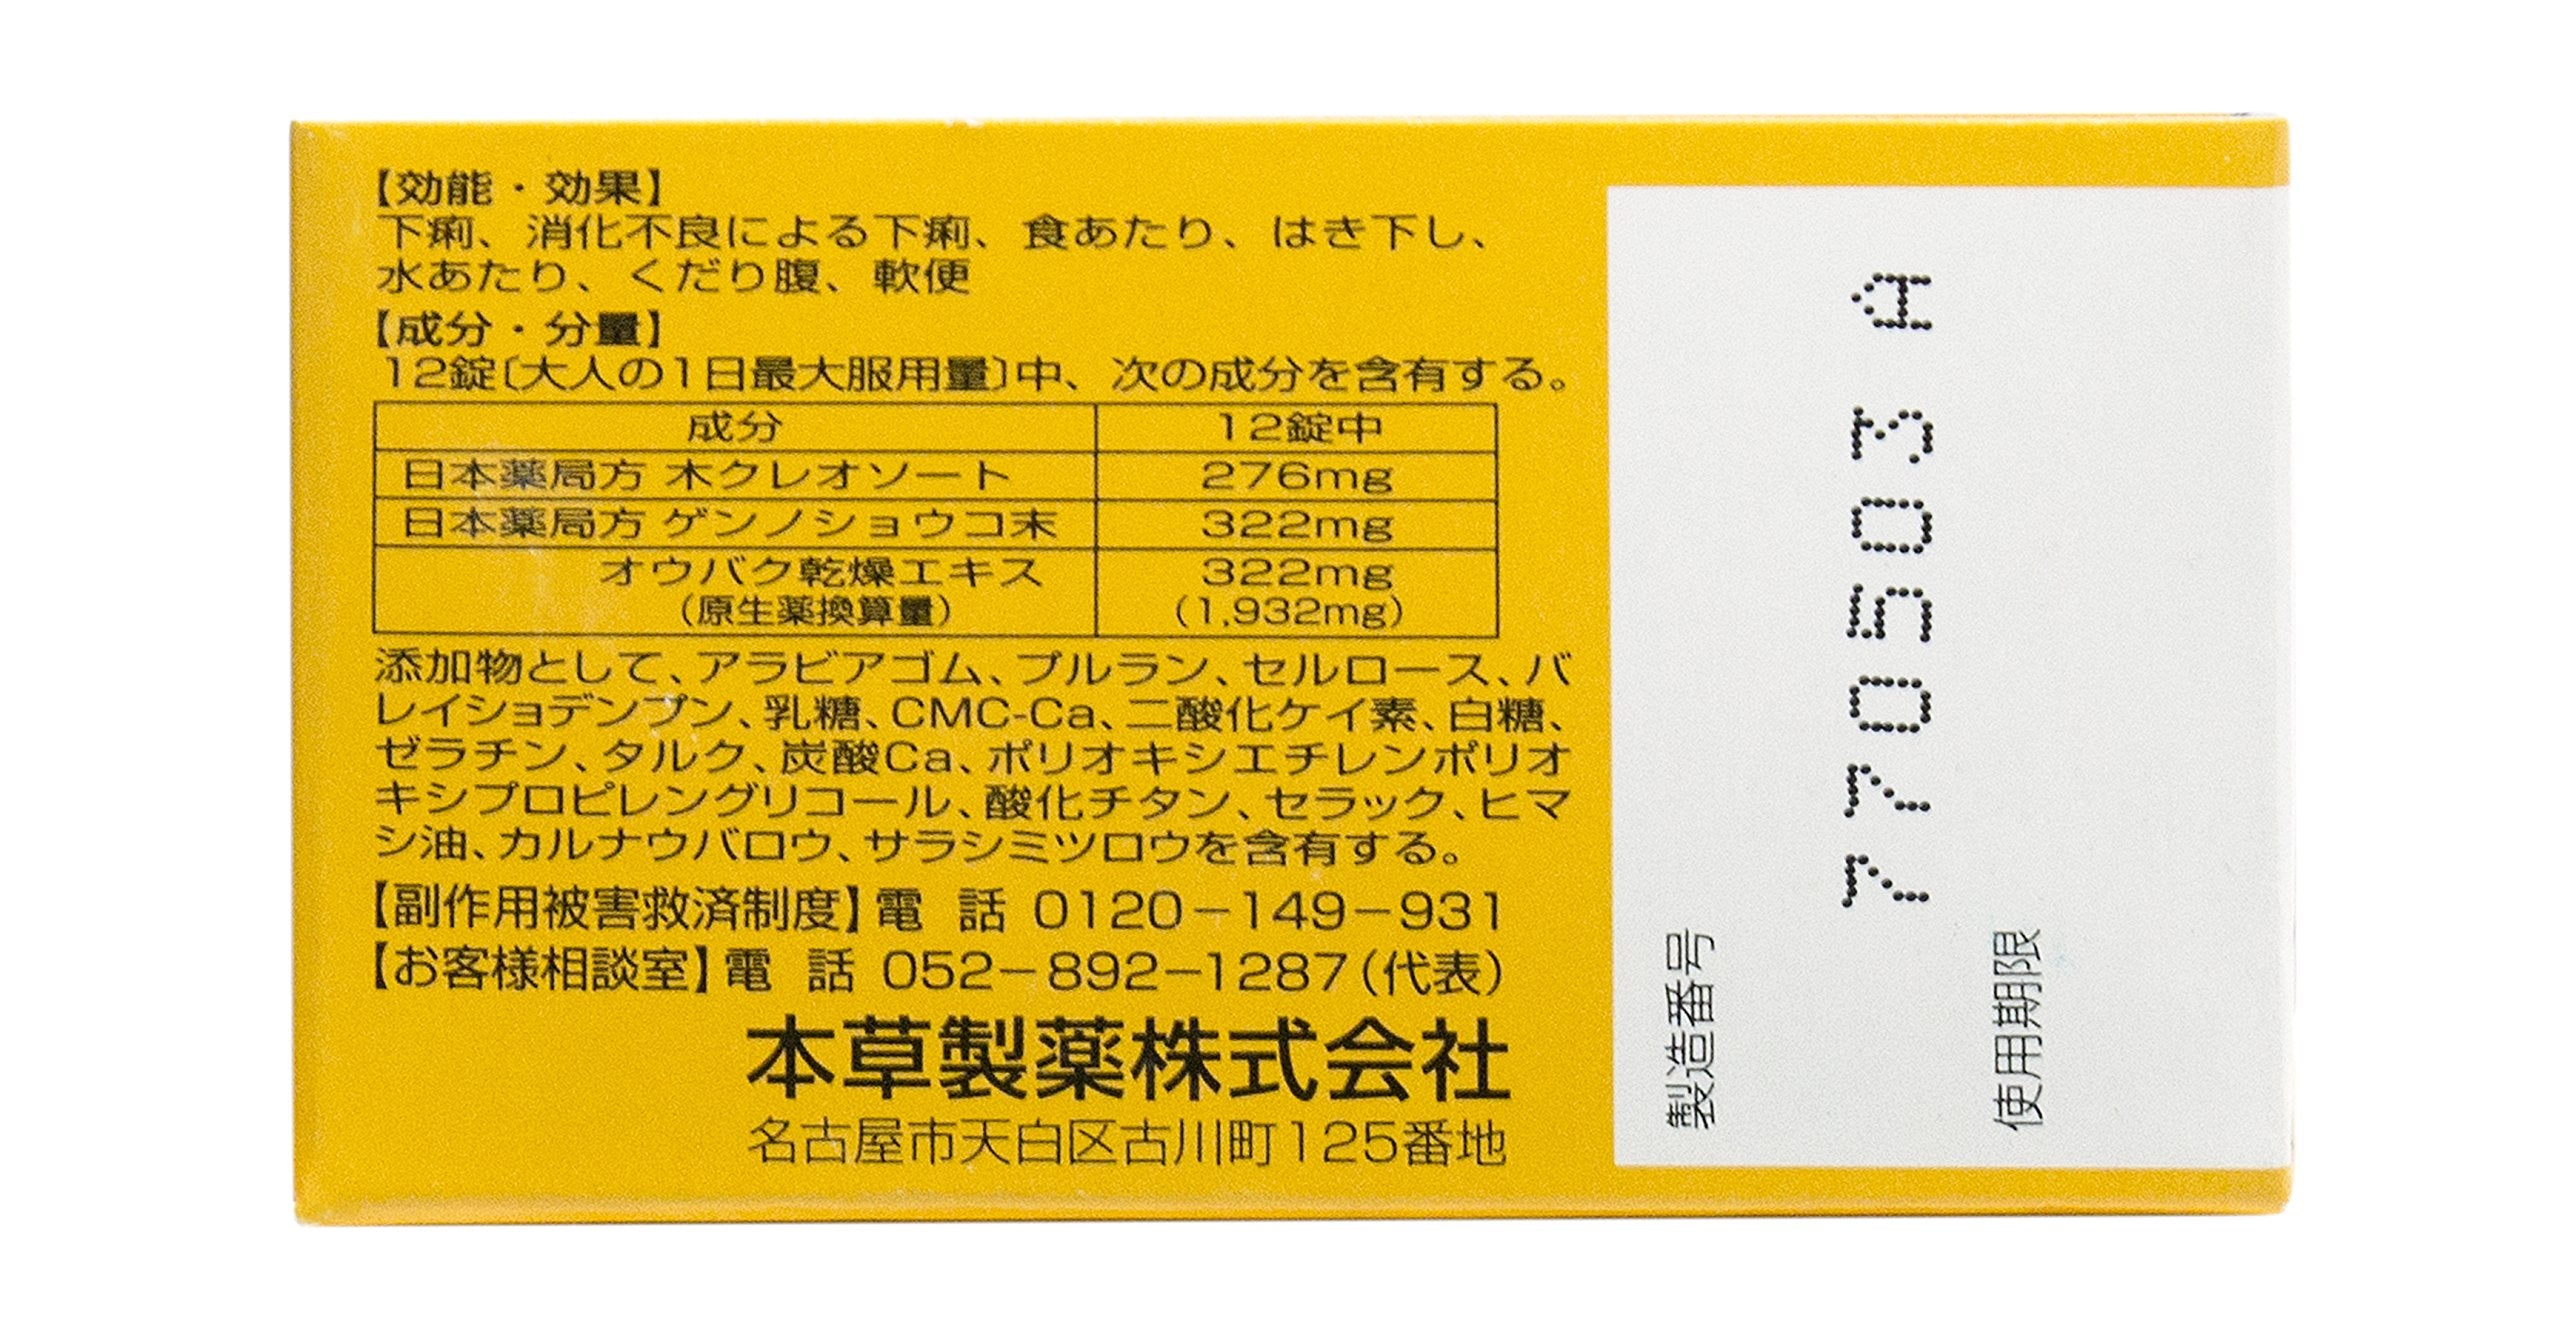 【効能・効果】
下痢、消化不良による下痢、食あたり、はき下し、
水あたり、くだり腹、軟便
【成分・分量】
12錠〔大人の1日最大服用量〕中、次の成分を含有する。
成分 12錠中
日本薬局方 木クレオソート 276mg
日本薬局方 ゲンノショウコ末 322mg
オウバク乾燥エキス 322mg
(原生薬換算量) (1,932mg)
添加物として、アラビアゴム、プルラン、セルロース、バ
レイショデンプン、乳糖、CMC-Ca、二酸化ケイ素、白糖、
ゼラチン、タルク、炭酸Ca、ポリオキシエチレンポリオ
キシプロピレングリコール、酸化チタン、セラック、ヒマ
シ油、カルナウバロウ、サラシミツロウを含有する。
【副作用被害救済制度】電 話 0120-149-931
【お客様相談室】電 話 052-892-1287(代表)
本草製薬株式会社
名古屋市天白区古川町125番地
製造番号
770503 A
使用期限